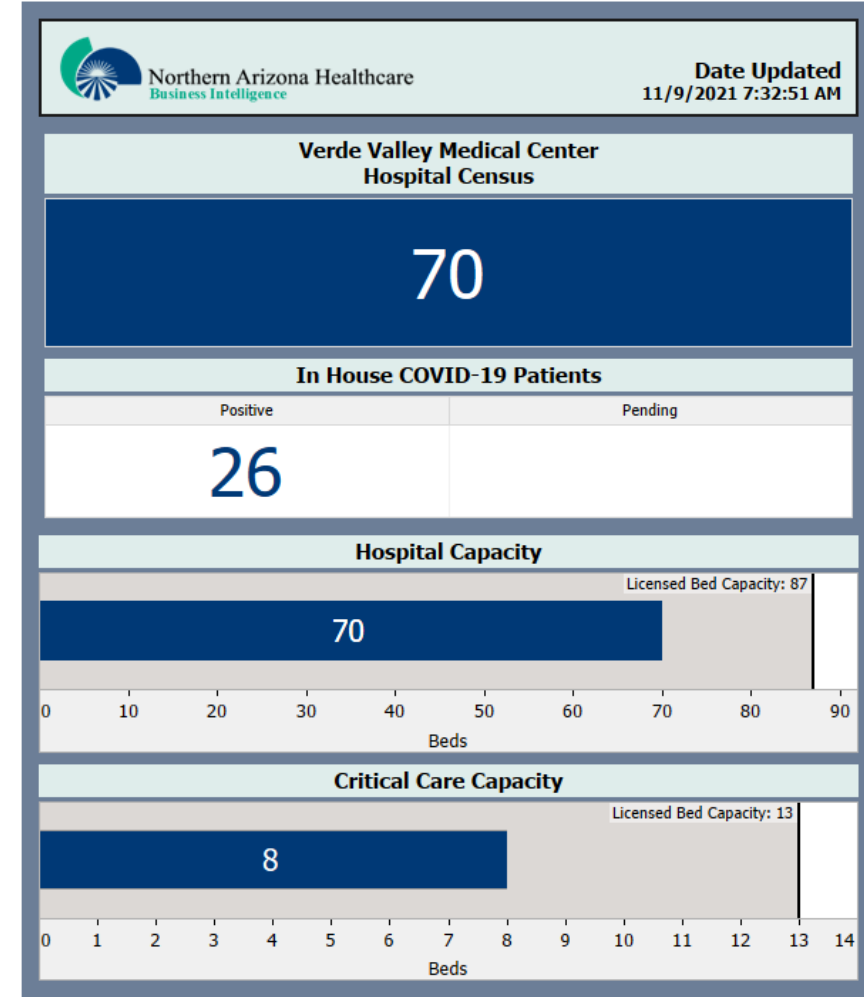 Northern Arizona Healthcare
Business Intelligence
Date Updated
11/9/2021 7:32:51 AM
Verde Valley Medical Center
Hospital Census
70
In House COVID-19 Patients
Positive Pending
26
Hospital Capacity
Licensed Bed Capacity: 87
70
0 10 20 30 40 50 60 70 80 90
Beds
Critical Care Capacity
Licensed Bed Capacity: 13
8
0 1 2 3 4 5 6 7 8 9 10 11 12 13 14
Beds